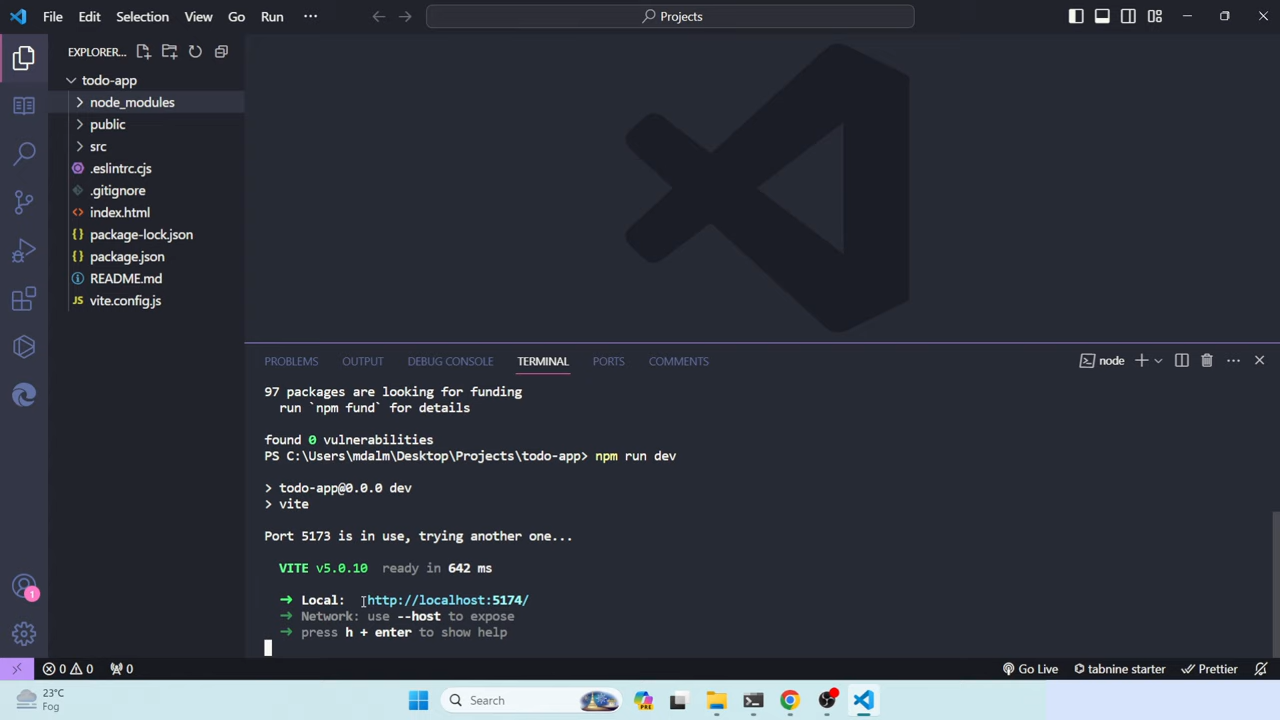 File Edit Selection View Go Run ···
Projects
EXPLORER...
todo-app
node_modules
public
src
.eslintrc.cjs
.gitignore
index.html
package-lock.json
package.json
README.md
JS vite.config.js
PROBLEMS OUTPUT DEBUG CONSOLE TERMINAL PORTS COMMENTS
node
97 packages are looking for funding
run `npm fund` for details
found 0 vulnerabilities
PS C:\Users\mdalm\Desktop\Projects\todo-app> npm run dev
> todo-app@0.0.0 dev
> vite
Port 5173 is in use, trying another one...
VITE v5.0.10 ready in 642 ms
➜ Local: http://localhost:5174/
➜ Network: use --host to expose
➜ press h + enter to show help
1
0 0 0
Go Live tabnine starter Prettier
23°C
Fog
Search
PRE